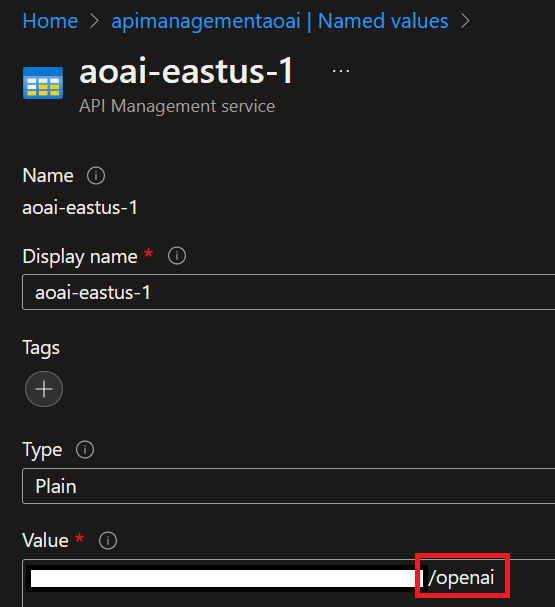 Home > apimanagementaoai | Named values >
aoai-eastus-1 ...
API Management service
Name
aoai-eastus-1
Display name *
aoai-eastus-1
Tags
Type
Plain
Value *
/openai